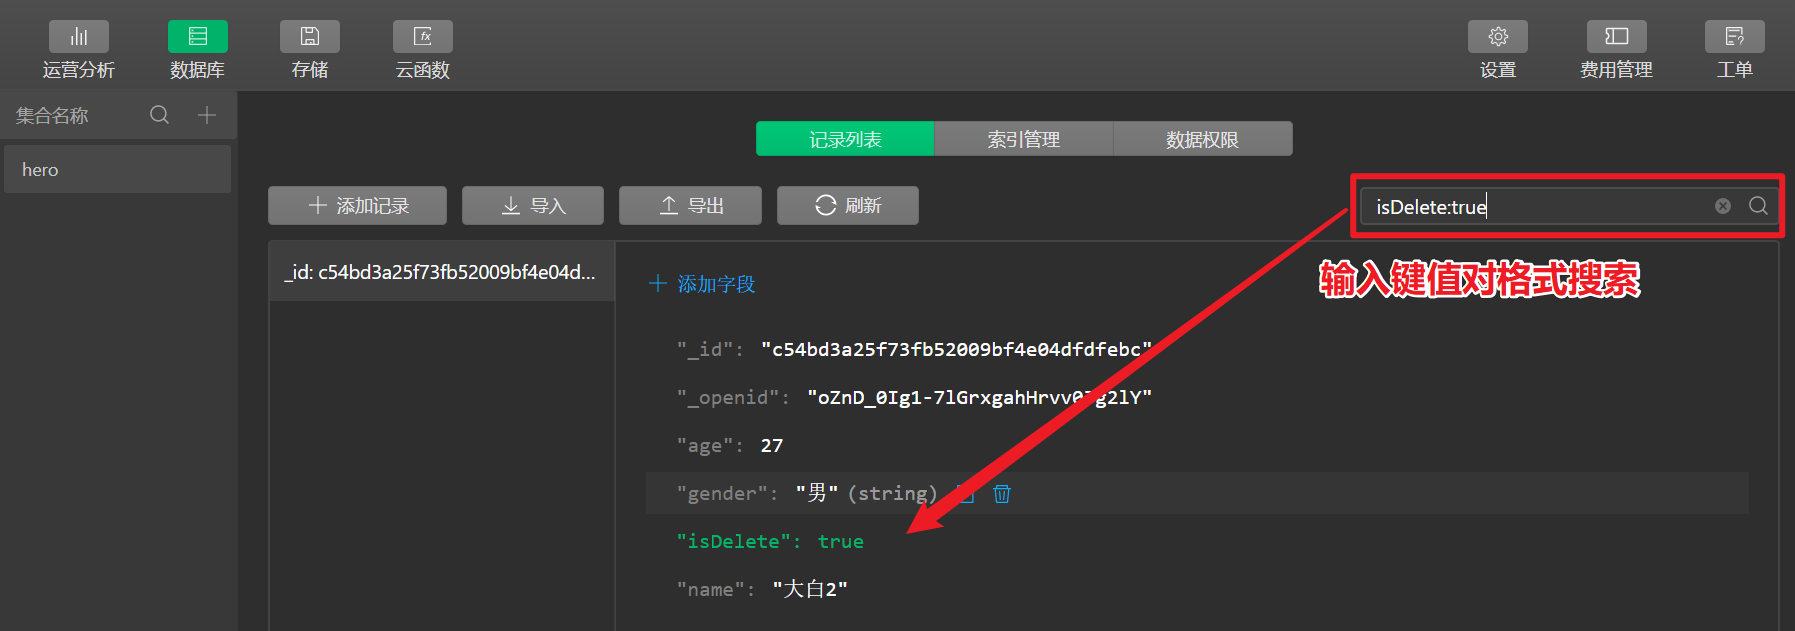 运营分析
数据库
存储
云函数
设置
费用管理
工单
集合名称
hero
记录列表
索引管理
数据权限
添加记录
导入
导出
刷新
isDelete:true
_id: c54bd3a25f73fb52009bf4e04d...
添加字段
输入键值对格式搜索
"_id": "c54bd3a25f73fb52009bf4e04dfdfebc"
"_openid":
"age": 27
"gender": "男" (string)
"isDelete": true
"name": "大白2"